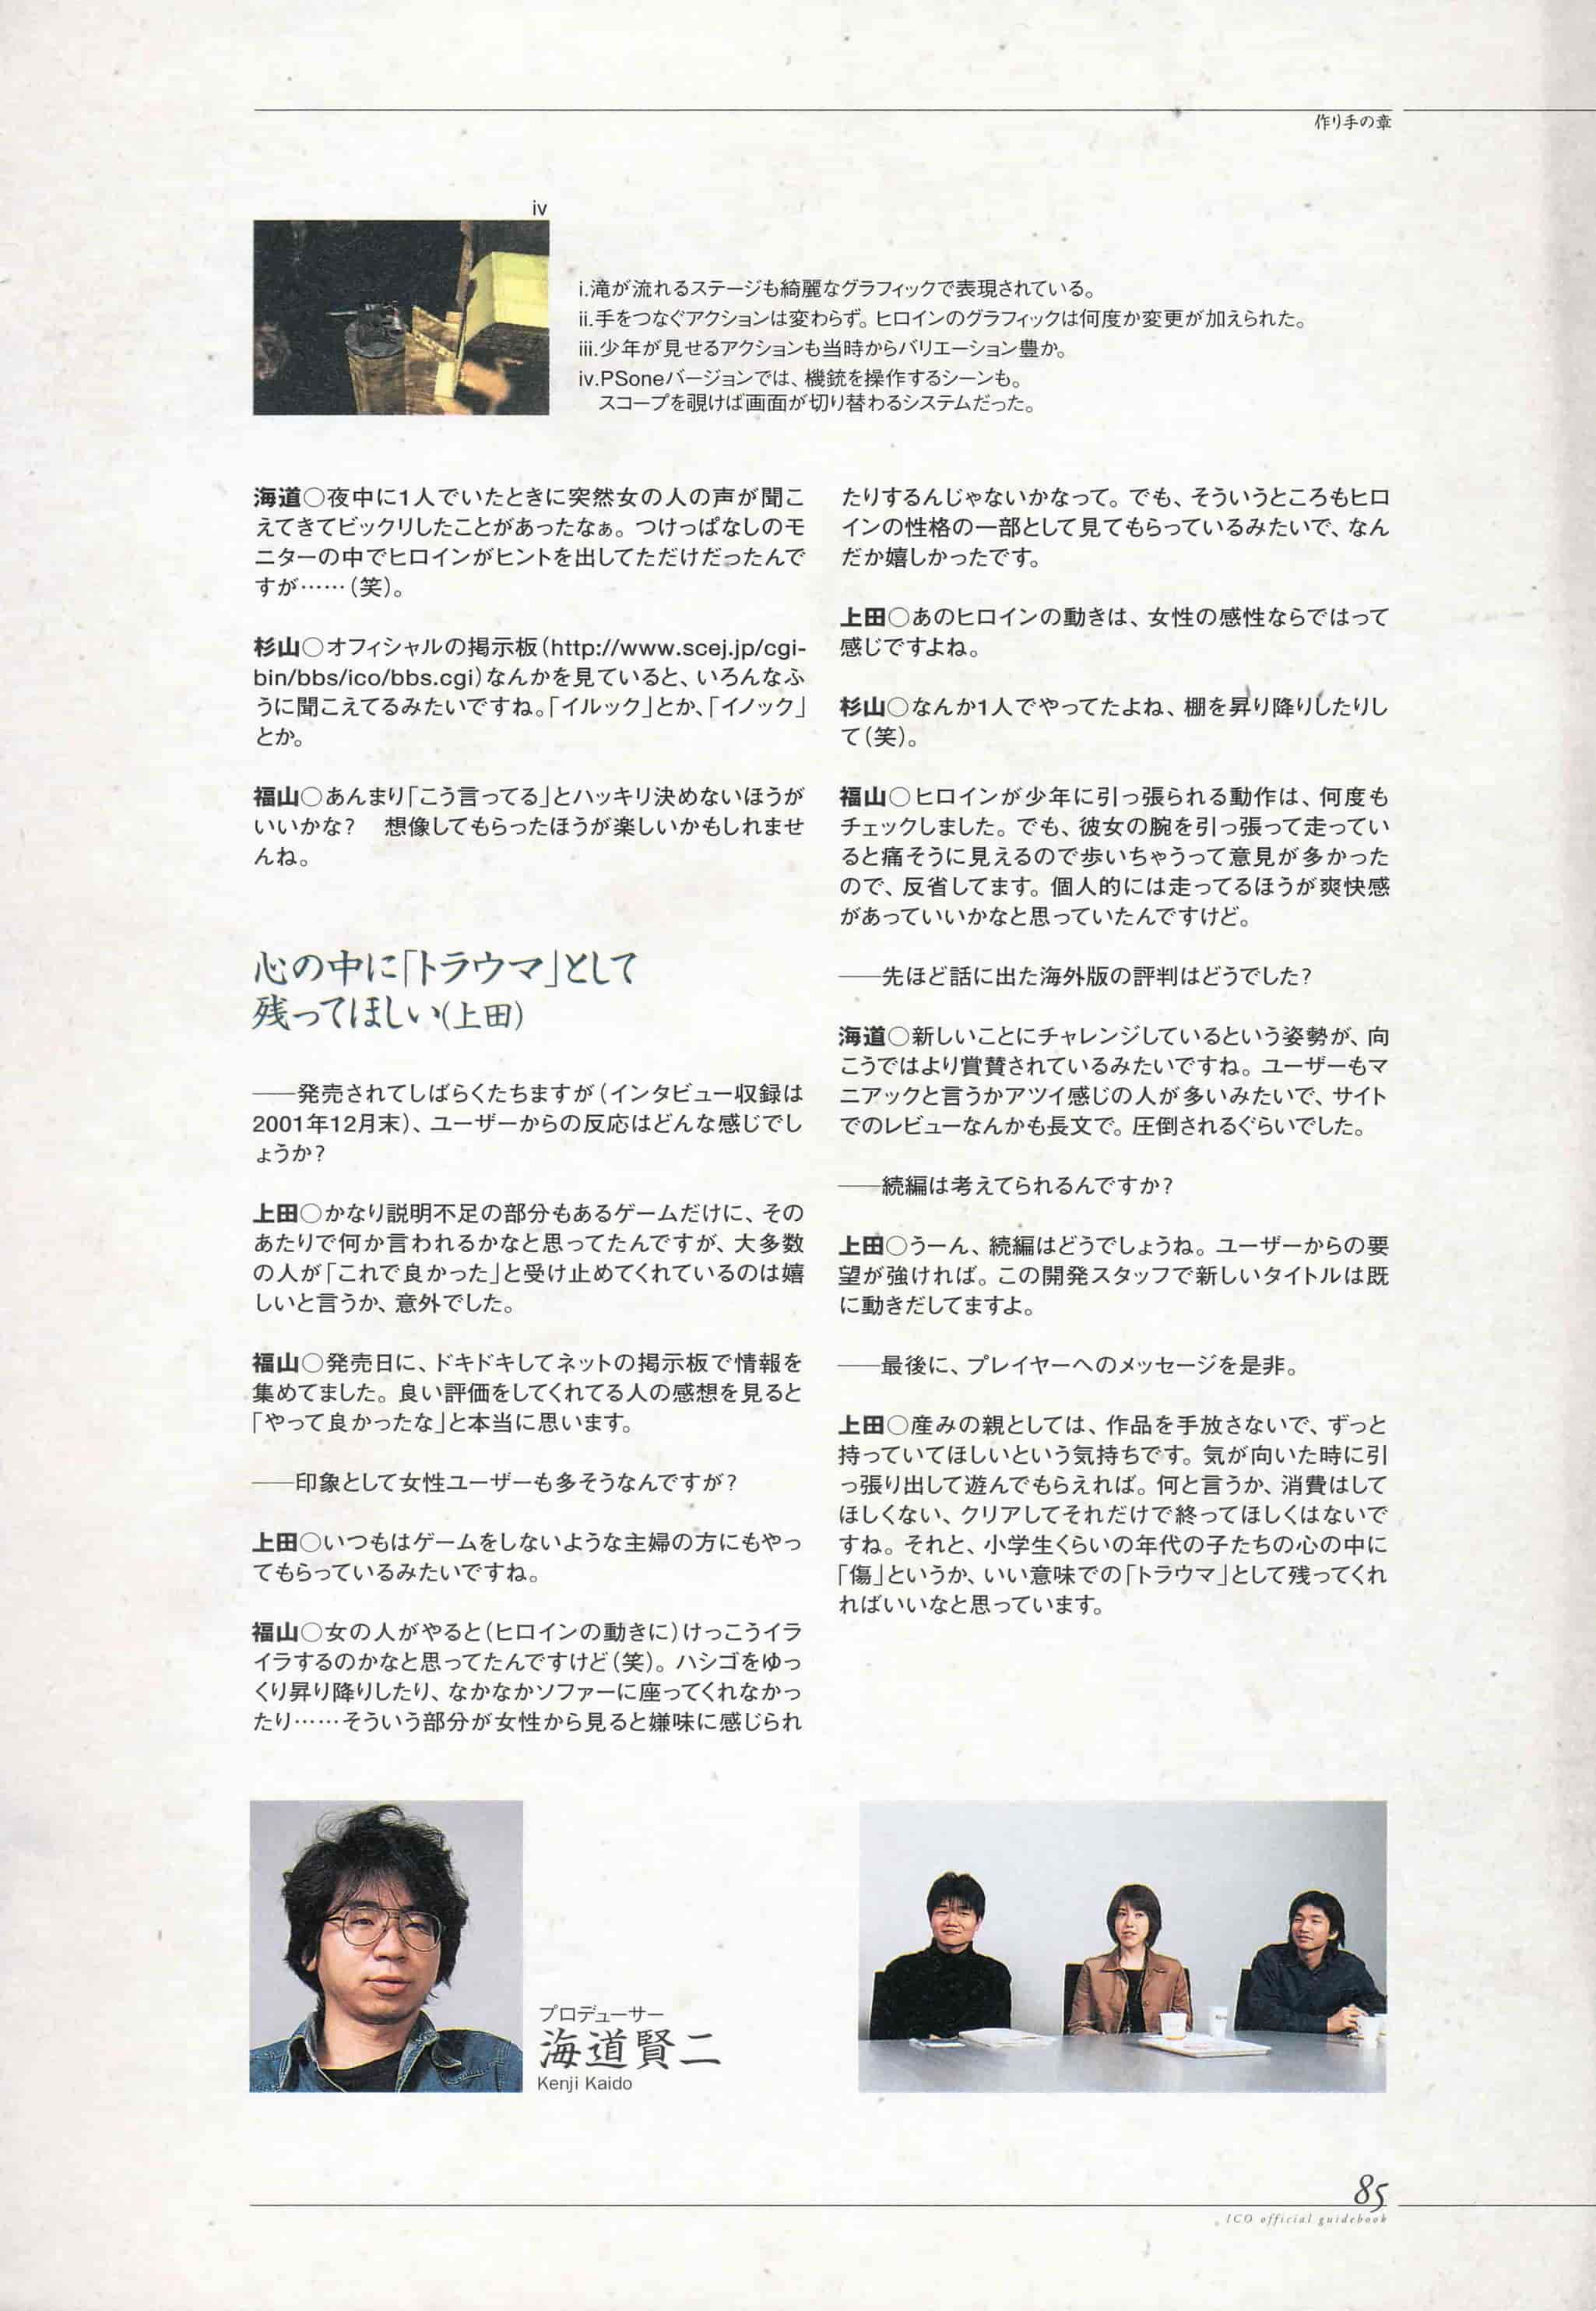 作り手の章
iv
i.滝が流れるステージも綺麗なグラフィックで表現されている。
ii.手をつなぐアクションは変わらず。ヒロインのグラフィックは何度か変更が加えられた。
iii.少年が見せるアクションも当時からバリエーション豊か。
iv.PSoneバージョンでは、機銃を操作するシーンも。
スコープを覗けば画面が切り替わるシステムだった。
海道○夜中に1人でいたときに突然女の人の声が聞こ
えてきてビックリしたことがあったなぁ。つけっぱなしのモ
ニターの中でヒロインがヒントを出してただけだったんで
すが……(笑)。
杉山○オフィシャルの掲示板(http://www.scej.jp/cgi-
bin/bbs/ico/bbs.cgi)なんかを見ていると、いろんなふ
うに聞こえてるみたいですね。「イルック」とか、「イノック」
とか。
福山○あんまり「こう言ってる」とハッキリ決めないほうが
いいかな?　想像してもらったほうが楽しいかもしれませ
んね。
心の中に「トラウマ」として
残ってほしい(上田)
――発売されてしばらくたちますが(インタビュー収録は
2001年12月末)、ユーザーからの反応はどんな感じでし
ょうか?
上田○かなり説明不足の部分もあるゲームだけに、その
あたりで何か言われるかなと思ってたんですが、大多数
の人が「これで良かった」と受け止めてくれているのは嬉
しいと言うか、意外でした。
福山○発売日に、ドキドキしてネットの掲示板で情報を
集めてました。良い評価をしてくれてる人の感想を見ると
「やって良かったな」と本当に思います。
――印象として女性ユーザーも多そうなんですが?
上田○いつもはゲームをしないような主婦の方にもやっ
てもらっているみたいですね。
福山○女の人がやると(ヒロインの動きに)けっこうイラ
イラするのかなと思ってたんですけど(笑)。ハシゴをゆっ
くり昇り降りしたり、なかなかソファーに座ってくれなかっ
たり……そういう部分が女性から見ると嫌味に感じられ
たりするんじゃないかなって。でも、そういうところもヒロ
インの性格の一部として見てもらっているみたいで、なん
だか嬉しかったです。
上田○あのヒロインの動きは、女性の感性ならではって
感じですよね。
杉山○なんか1人でやってたよね、棚を昇り降りしたりし
て(笑)。
福山○ヒロインが少年に引っ張られる動作は、何度も
チェックしました。でも、彼女の腕を引っ張って走ってい
ると痛そうに見えるので歩いちゃうって意見が多かった
ので、反省してます。個人的には走ってるほうが爽快感
があっていいかなと思っていたんですけど。
――先ほど話に出た海外版の評判はどうでした?
海道○新しいことにチャレンジしているという姿勢が、向
こうではより賞賛されているみたいですね。ユーザーもマ
ニアックと言うかアツイ感じの人が多いみたいで、サイト
でのレビューなんかも長文で。圧倒されるぐらいでした。
――続編は考えてられるんですか?
上田○うーん、続編はどうでしょうね。ユーザーからの要
望が強ければ。この開発スタッフで新しいタイトルは既
に動きだしてますよ。
――最後に、プレイヤーへのメッセージを是非。
上田○産みの親としては、作品を手放さないで、ずっと
持っていてほしいという気持ちです。気が向いた時に引
っ張り出して遊んでもらえれば。何と言うか、消費はして
ほしくない、クリアしてそれだけで終ってほしくはないで
すね。それと、小学生くらいの年代の子たちの心の中に
「傷」というか、いい意味での「トラウマ」として残ってくれ
ればいいなと思っています。
プロデューサー
海道賢二
Kenji Kaido
85
ICO official guidebook